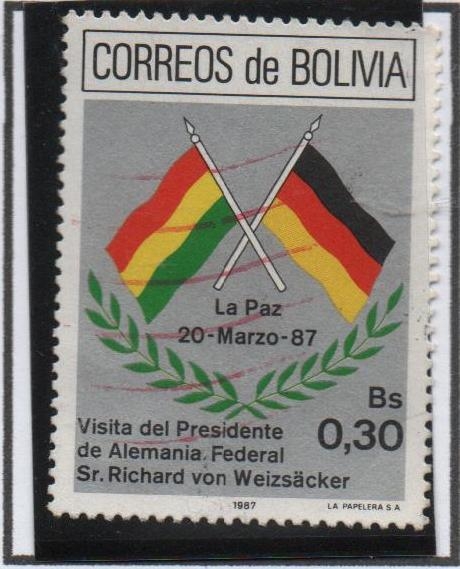 CORREOS de BOLIVIA
La Paz
20-Marzo-87
Bs
0,30
Visita del Presidente
de Alemania Federal
Sr. Richard von Weizsäcker
1987 LA PAPELERA S.A.